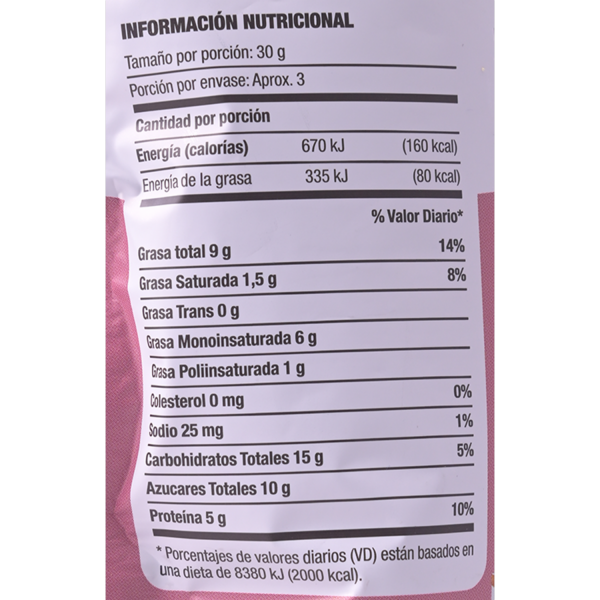 INFORMACIÓN NUTRICIONAL
Tamaño por porción: 30 g
Porción por envase: Aprox. 3
Cantidad por porción
Energía (calorías) 670 kJ (160 kcal)
Energía de la grasa 335 kJ (80 kcal)
% Valor Diario*
Grasa total 9 g 14%
Grasa Saturada 1,5 g 8%
Grasa Trans 0 g
Grasa Monoinsaturada 6 g
Grasa Poliinsaturada 1 g
Colesterol 0 mg 0%
Sodio 25 mg 1%
Carbohidratos Totales 15 g 5%
Azucares Totales 10 g
Proteína 5 g 10%
* Porcentajes de valores diarios (VD) están basados en
una dieta de 8380 kJ (2000 kcal).